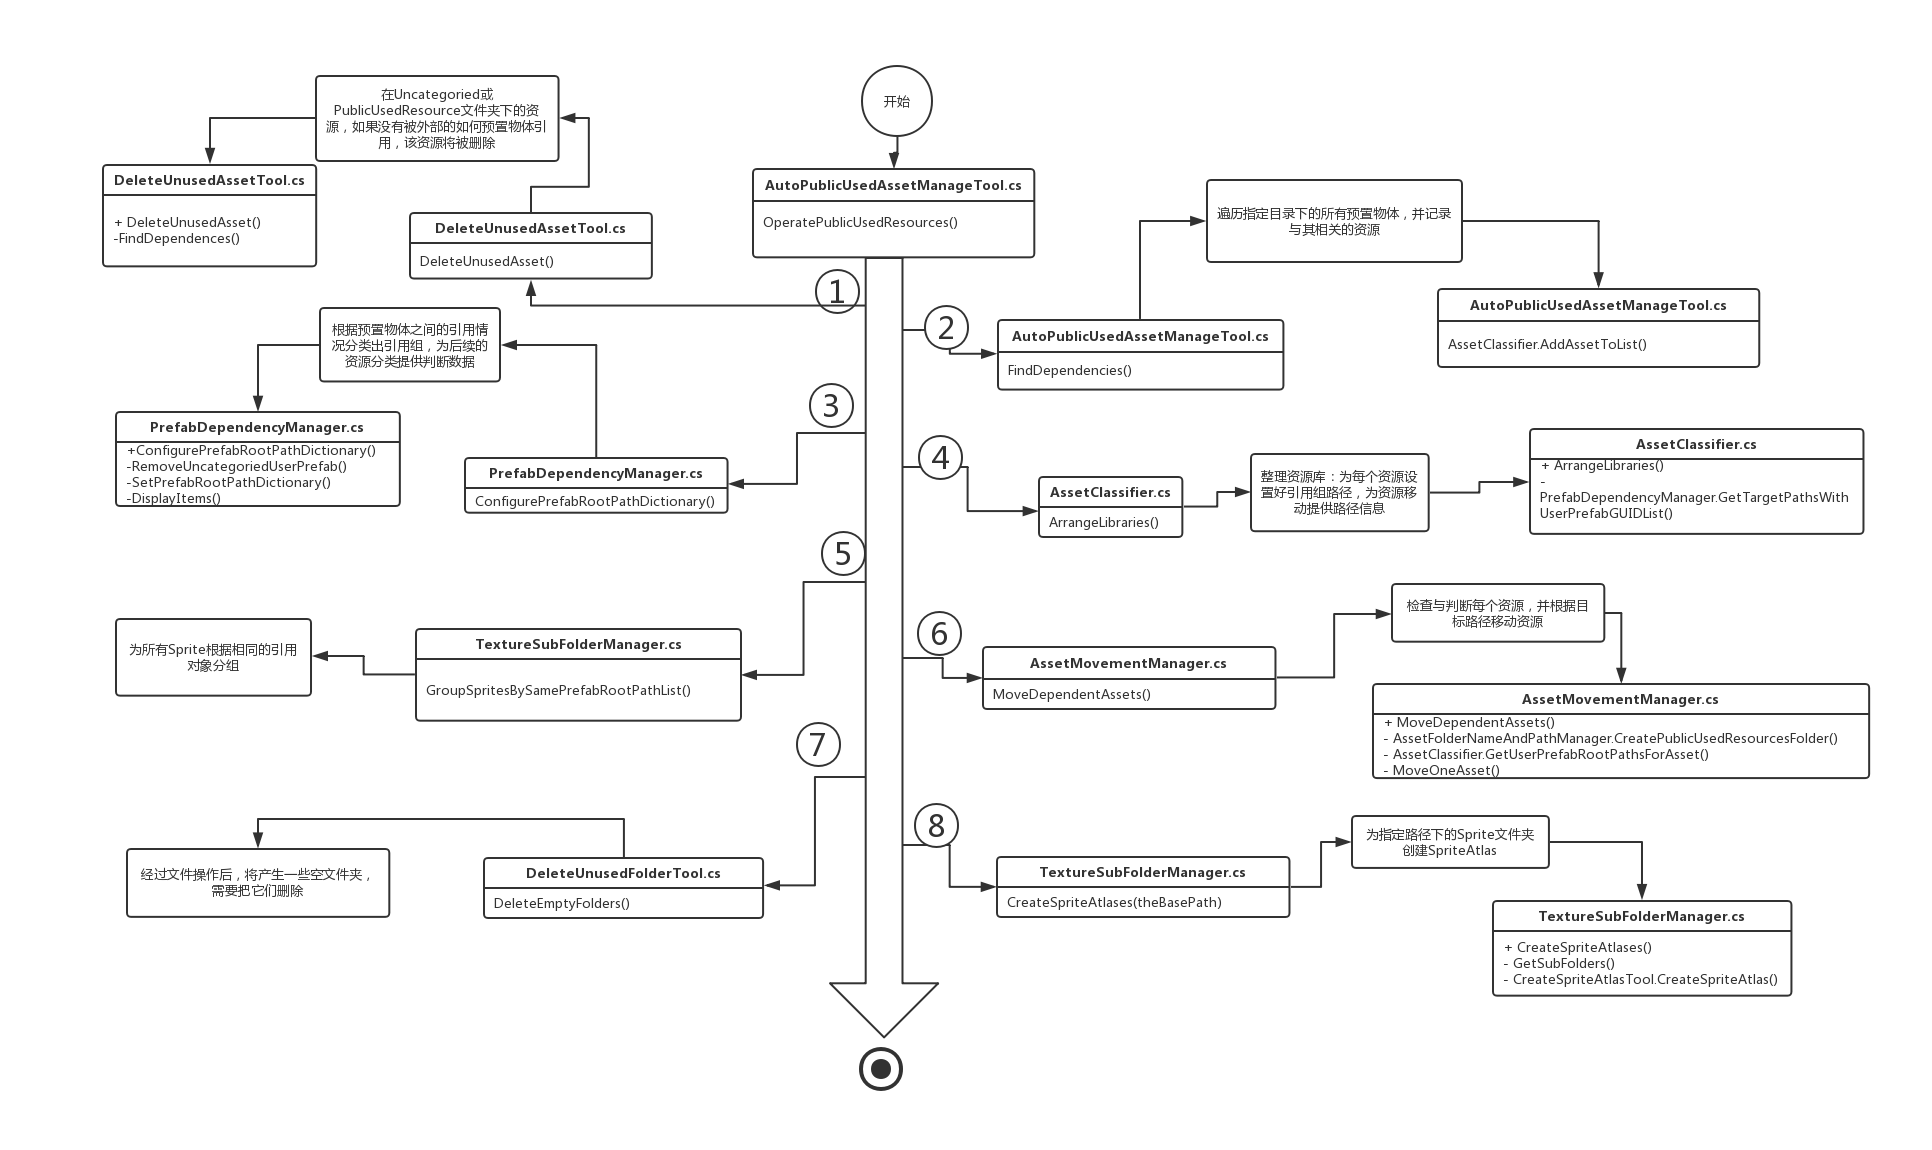 开始
AutoPublicUsedAssetManageTool.cs
OperatePublicUsedResources()
1
DeleteUnusedAssetTool.cs
DeleteUnusedAsset()
在Uncategoried或
PublicUsedResource文件夹下的资
源，如果没有被外部的如何预置物体引
用，该资源将被删除
DeleteUnusedAssetTool.cs
+ DeleteUnusedAsset()
-FindDependences()
2
AutoPublicUsedAssetManageTool.cs
FindDependencies()
遍历指定目录下的所有预置物体，并记录
与其相关的资源
AutoPublicUsedAssetManageTool.cs
AssetClassifier.AddAssetToList()
3
PrefabDependencyManager.cs
ConfigurePrefabRootPathDictionary()
根据预置物体之间的引用情
况分类出引用组，为后续的
资源分类提供判断数据
PrefabDependencyManager.cs
+ConfigurePrefabRootPathDictionary()
-RemoveUncategoriedUserPrefab()
-SetPrefabRootPathDictionary()
-DisplayItems()
4
AssetClassifier.cs
ArrangeLibraries()
整理资源库：为每个资源设
置好引用组路径，为资源移
动提供路径信息
AssetClassifier.cs
+ ArrangeLibraries()
-
PrefabDependencyManager.GetTargetPathsWith
UserPrefabGUIDList()
5
TextureSubFolderManager.cs
GroupSpritesBySamePrefabRootPathList()
为所有Sprite根据相同的引用
对象分组
6
AssetMovementManager.cs
MoveDependentAssets()
检查与判断每个资源，并根据目
标路径移动资源
AssetMovementManager.cs
+ MoveDependentAssets()
- AssetFolderNameAndPathManager.CreatePublicUsedResourcesFolder()
- AssetClassifier.GetUserPrefabRootPathsForAsset()
- MoveOneAsset()
7
DeleteUnusedFolderTool.cs
DeleteEmptyFolders()
经过文件操作后，将产生一些空文件夹，
需要把它们删除
8
TextureSubFolderManager.cs
CreateSpriteAtlases(theBasePath)
为指定路径下的Sprite文件夹
创建SpriteAtlas
TextureSubFolderManager.cs
+ CreateSpriteAtlases()
- GetSubFolders()
- CreateSpriteAtlasTool.CreateSpriteAtlas()